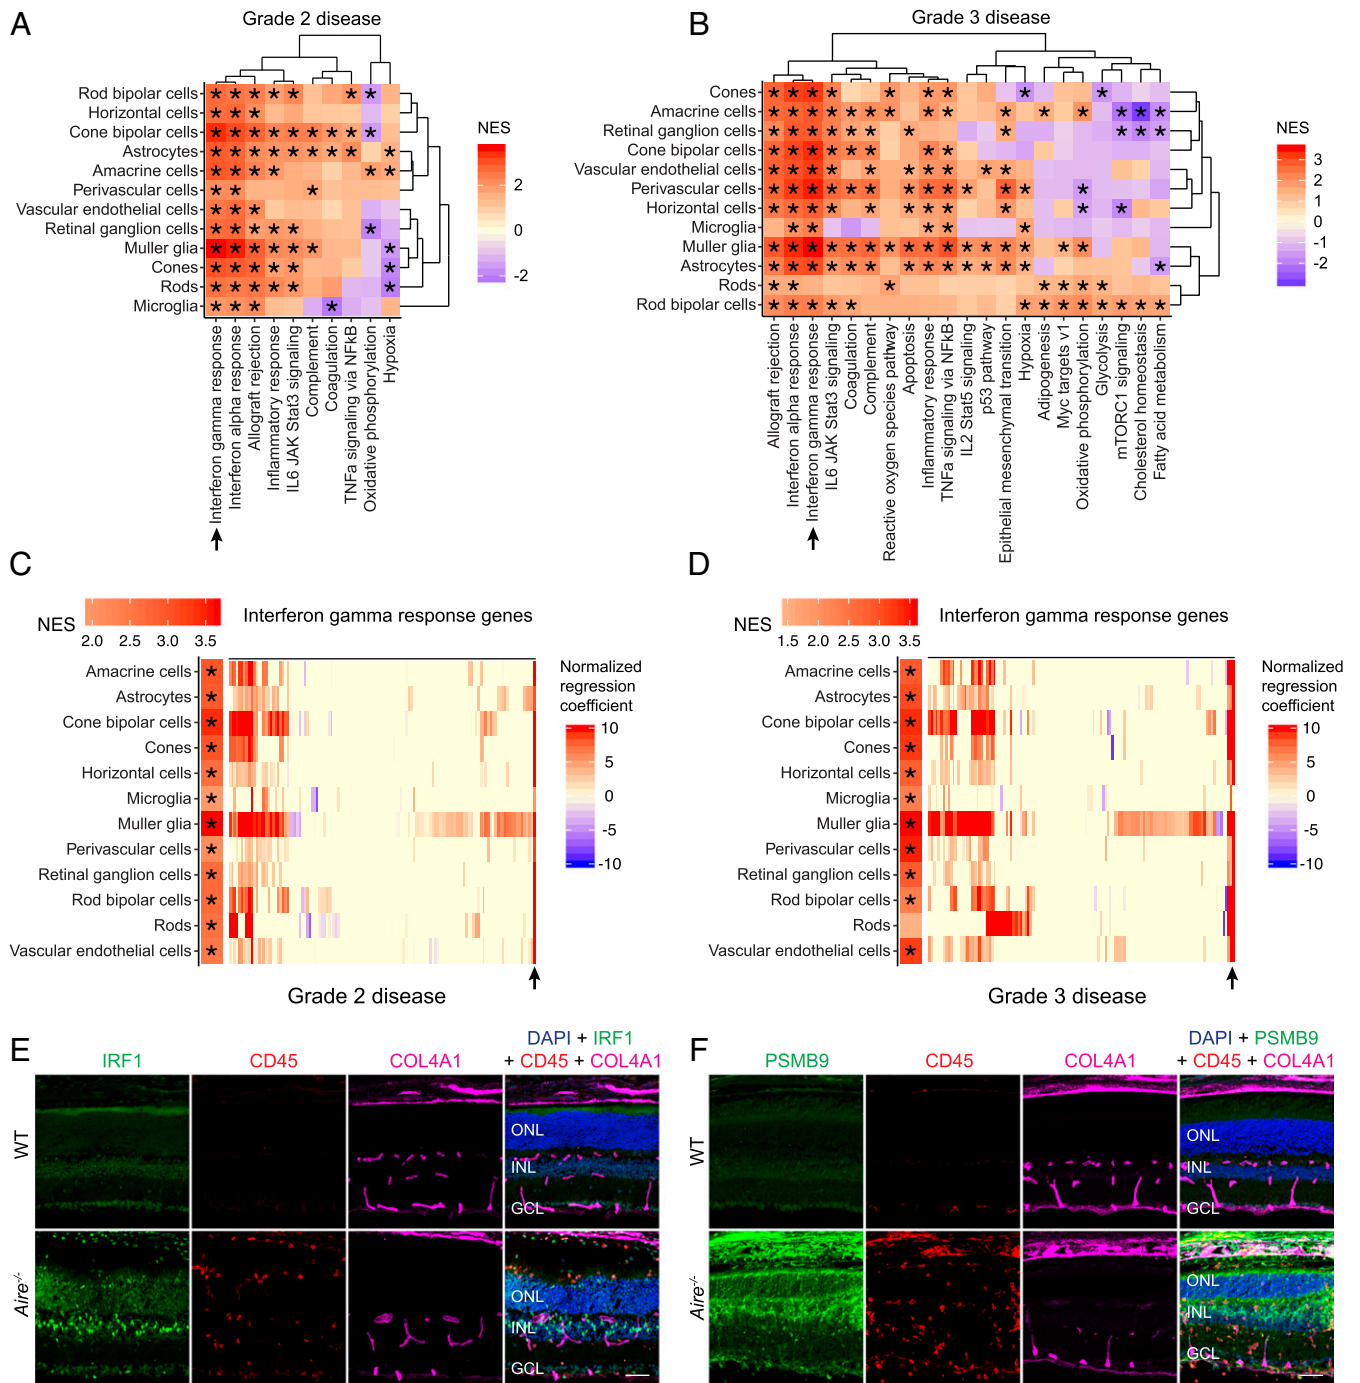 A
Grade 2 disease
Rod bipolar cells
Horizontal cells
Cone bipolar cells
Astrocytes
Amacrine cells
Perivascular cells
Vascular endothelial cells
Retinal ganglion cells
Muller glia
Cones
Rods
Microglia
NES
2
0
-2
Interferon gamma response
Interferon alpha response
Allograft rejection
Inflammatory response
IL6 JAK Stat3 signaling
Complement
Coagulation
TNFa signaling via NFkB
Oxidative phosphorylation
Hypoxia
B
Grade 3 disease
Cones
Amacrine cells
Retinal ganglion cells
Cone bipolar cells
Vascular endothelial cells
Perivascular cells
Horizontal cells
Microglia
Muller glia
Astrocytes
Rods
Rod bipolar cells
NES
3
2
1
0
-1
-2
Allograft rejection
Interferon alpha response
Interferon gamma response
IL6 JAK Stat3 signaling
Coagulation
Complement
Reactive oxygen species pathway
Apoptosis
Inflammatory response
TNFa signaling via NFkB
IL2 Stat5 signaling
p53 pathway
Epithelial mesenchymal transition
Hypoxia
Adipogenesis
Myc targets v1
Oxidative phosphorylation
Glycolysis
mTORC1 signaling
Cholesterol homeostasis
Fatty acid metabolism
C
NES
2.0 2.5 3.0 3.5
Interferon gamma response genes
Amacrine cells
Astrocytes
Cone bipolar cells
Cones
Horizontal cells
Microglia
Muller glia
Perivascular cells
Retinal ganglion cells
Rod bipolar cells
Rods
Vascular endothelial cells
Normalized
regression
coefficient
10
5
0
-5
-10
Grade 2 disease
D
NES
1.5 2.0 2.5 3.0 3.5
Interferon gamma response genes
Amacrine cells
Astrocytes
Cone bipolar cells
Cones
Horizontal cells
Microglia
Muller glia
Perivascular cells
Retinal ganglion cells
Rod bipolar cells
Rods
Vascular endothelial cells
Normalized
regression
coefficient
10
5
0
-5
-10
Grade 3 disease
E
IRF1
CD45
COL4A1
DAPI + IRF1
+ CD45 + COL4A1
WT
ONL
INL
GCL
Aire-/-
ONL
INL
GCL
F
PSMB9
CD45
COL4A1
DAPI + PSMB9
+ CD45 + COL4A1
WT
ONL
INL
GCL
Aire-/-
ONL
INL
GCL